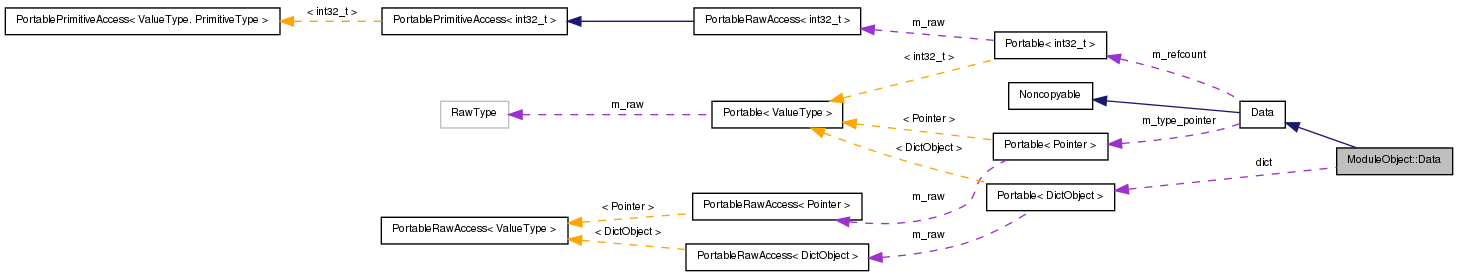 PortablePrimitiveAccess< ValueType, PrimitiveType >
< int32_t >
PortablePrimitiveAccess< int32_t >
PortableRawAccess< int32_t >
m_raw
Portable< int32_t >
m_refcount
< int32_t >
Noncopyable
RawType
m_raw
Portable< ValueType >
< Pointer >
Data
m_type_pointer
Portable< Pointer >
< DictObject >
ModuleObject::Data
dict
Portable< DictObject >
m_raw
PortableRawAccess< Pointer >
< Pointer >
PortableRawAccess< ValueType >
< DictObject >
m_raw
PortableRawAccess< DictObject >